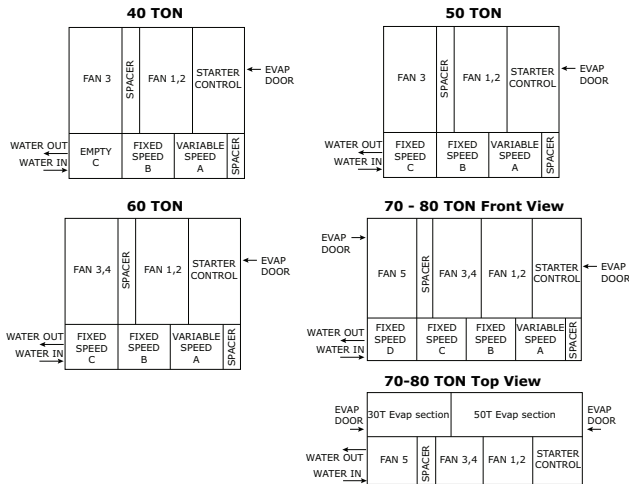 40 TON
FAN 3
SPACER
FAN 1,2
STARTER
CONTROL
EVAP
DOOR
WATER OUT
WATER IN
EMPTY
C
FIXED
SPEED
B
VARIABLE
SPEED
A
SPACER
50 TON
FAN 3
SPACER
FAN 1,2
STARTER
CONTROL
EVAP
DOOR
WATER OUT
WATER IN
FIXED
SPEED
C
FIXED
SPEED
B
VARIABLE
SPEED
A
SPACER
60 TON
FAN 3,4
SPACER
FAN 1,2
STARTER
CONTROL
EVAP
DOOR
WATER OUT
WATER IN
FIXED
SPEED
C
FIXED
SPEED
B
VARIABLE
SPEED
A
SPACER
70 - 80 TON Front View
EVAP
DOOR
FAN 5
SPACER
FAN 3,4
FAN 1,2
STARTER
CONTROL
EVAP
DOOR
WATER OUT
WATER IN
FIXED
SPEED
D
FIXED
SPEED
C
FIXED
SPEED
B
VARIABLE
SPEED
A
SPACER
70-80 TON Top View
EVAP
DOOR
30T Evap section
50T Evap section
EVAP
DOOR
WATER OUT
WATER IN
FAN 5
SPACER
FAN 3,4
FAN 1,2
STARTER
CONTROL